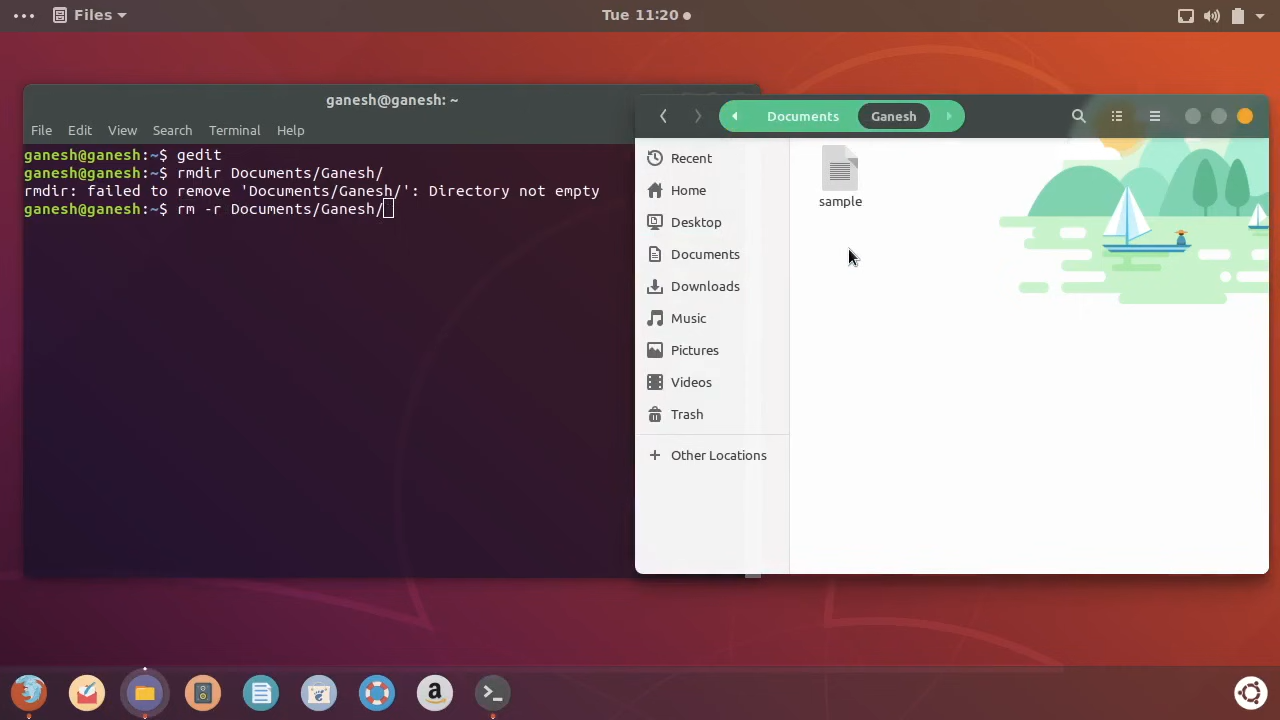 Files
Tue 11:20
ganesh@ganesh: ~
File Edit View Search Terminal Help
ganesh@ganesh:~$ gedit
ganesh@ganesh:~$ rmdir Documents/Ganesh/
rmdir: failed to remove 'Documents/Ganesh/': Directory not empty
ganesh@ganesh:~$ rm -r Documents/Ganesh/
Documents Ganesh
Recent
Home
Desktop
Documents
Downloads
Music
Pictures
Videos
Trash
Other Locations
sample
a